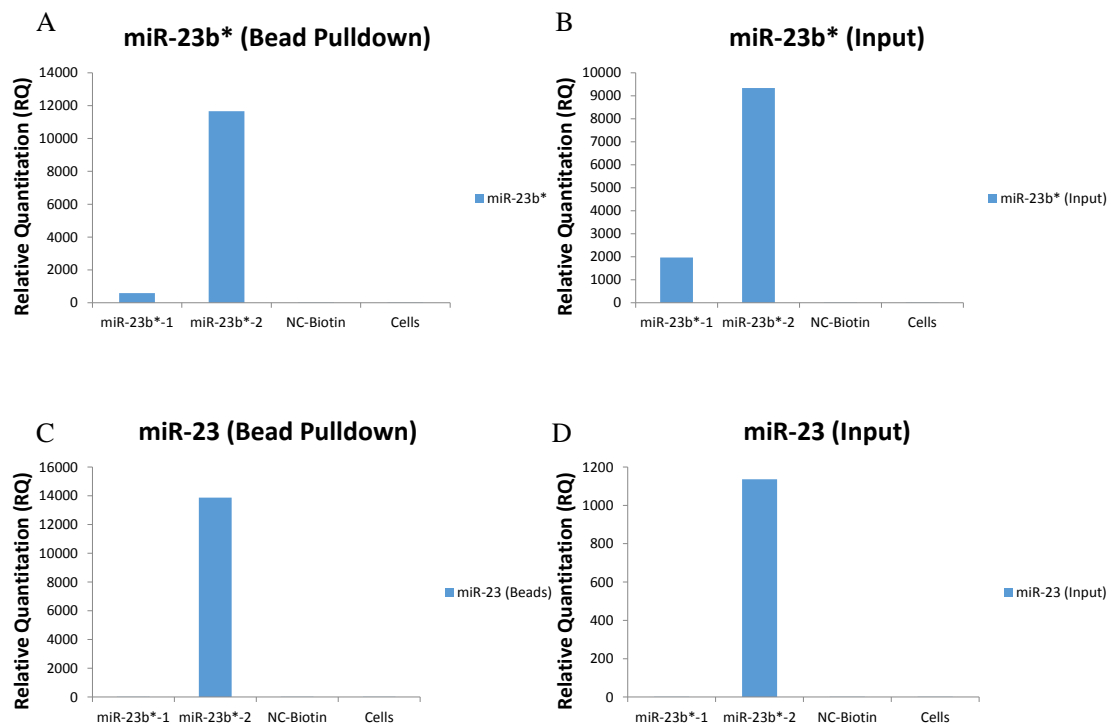 A
miR-23b* (Bead Pulldown)
Relative Quantitation (RQ)
14000
12000
10000
8000
6000
4000
2000
0
miR-23b*-1 miR-23b*-2 NC-Biotin Cells
miR-23b*
B
miR-23b* (Input)
Relative Quantitation (RQ)
10000
9000
8000
7000
6000
5000
4000
3000
2000
1000
0
miR-23b*-1 miR-23b*-2 NC-Biotin Cells
miR-23b* (Input)
C
miR-23 (Bead Pulldown)
Relative Quantitation (RQ)
16000
14000
12000
10000
8000
6000
4000
2000
0
miR-23b*-1 miR-23b*-2 NC-Biotin Cells
miR-23 (Beads)
D
miR-23 (Input)
Relative Quantitation (RQ)
1200
1000
800
600
400
200
0
miR-23b*-1 miR-23b*-2 NC-Biotin Cells
miR-23 (Input)